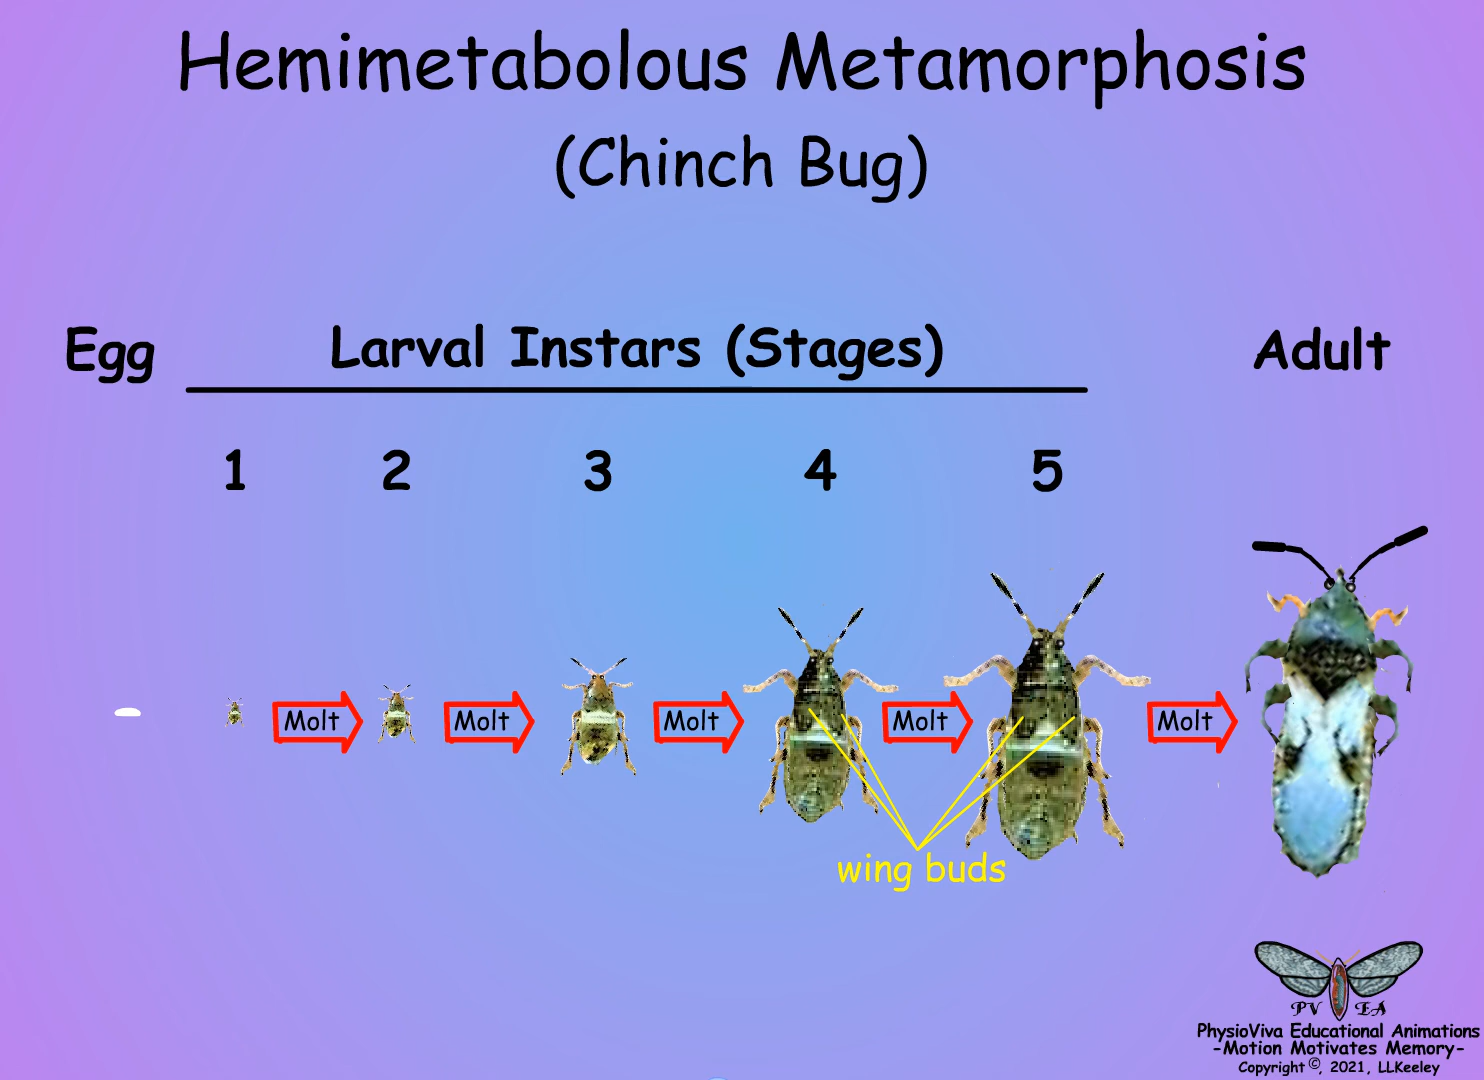 Hemimetabolous Metamorphosis
(Chinch Bug)
Egg
Larval Instars (Stages)
Adult
1 2 3 4 5
Molt Molt Molt Molt Molt
wing buds
PV EA
PhysioViva Educational Animations
-Motion Motivates Memory-
Copyright ©, 2021, LLKeeley